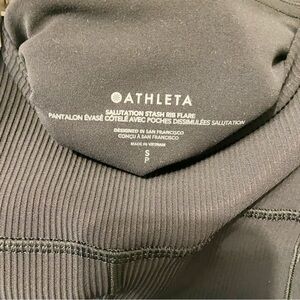 ATHLETA
SALUTATION STASH RIB FLARE
PANTALON ÉVASÉ CÔTELÉ AVEC POCHES DISSIMULÉES SALUTATION
DESIGNED IN SAN FRANCISCO
CONÇU À SAN FRANCISCO
MADE IN VIETNAM
S
P